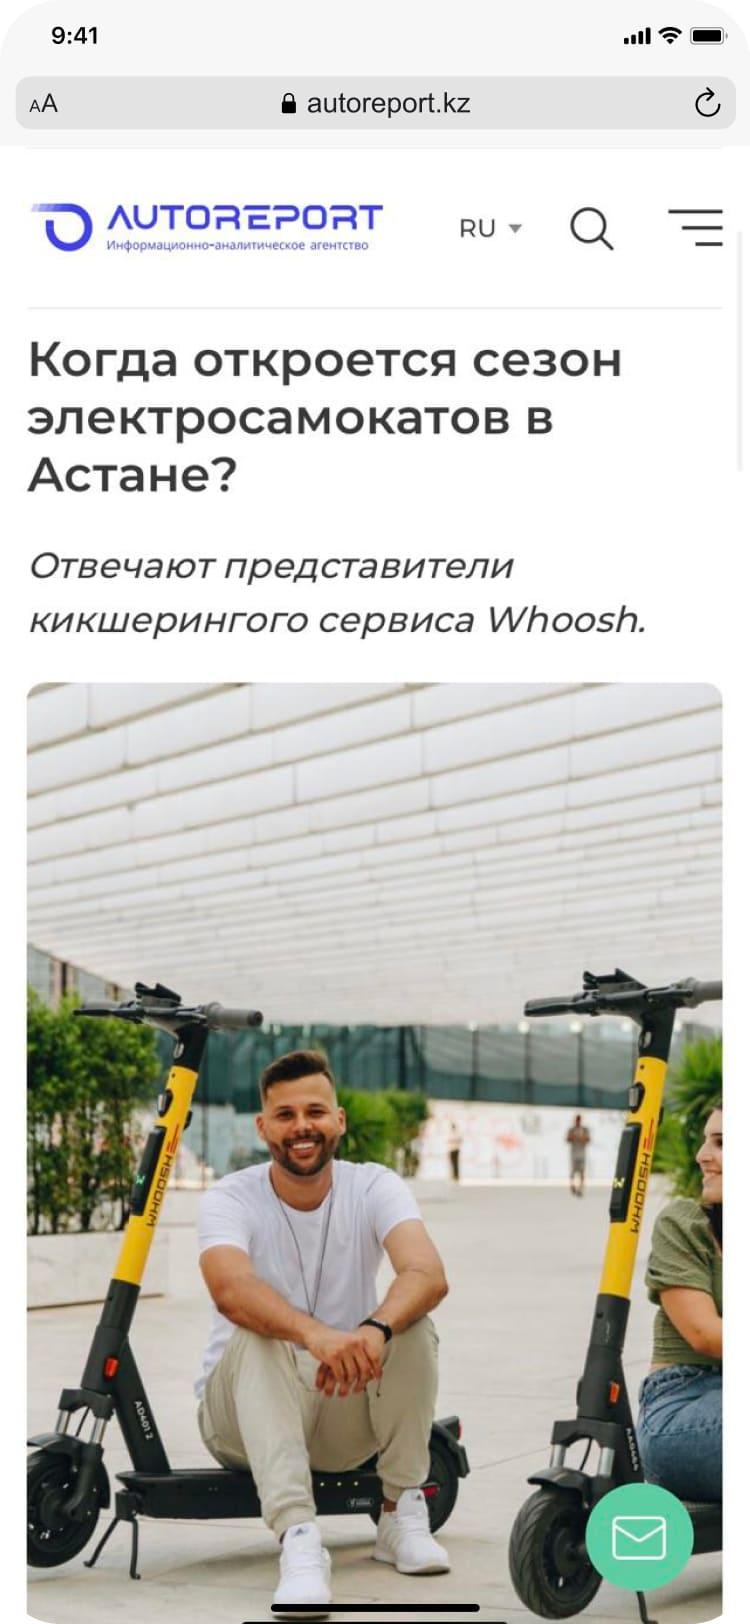 9:41
AA
autoreport.kz
AUTOREPORT
Информационно-аналитическое агентство
RU
Когда откроется сезон
электросамокатов в
Астане?
Отвечают представители
кикшерингого сервиса Whoosh.
WHOOSH
WHOOSH